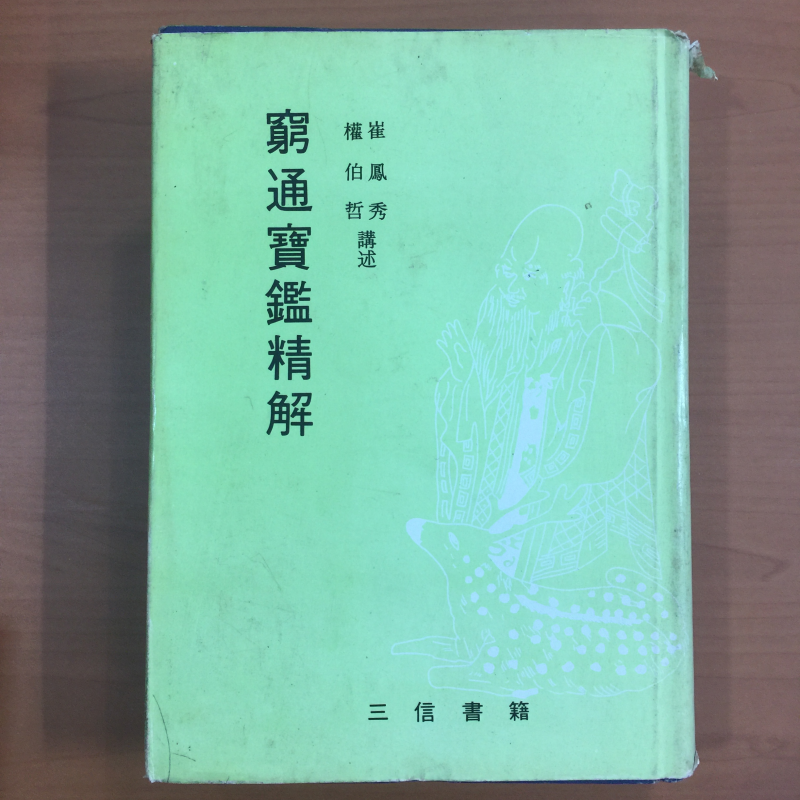 崔鳳秀
權伯哲
講述
窮通寶鑑精解
三信書籍